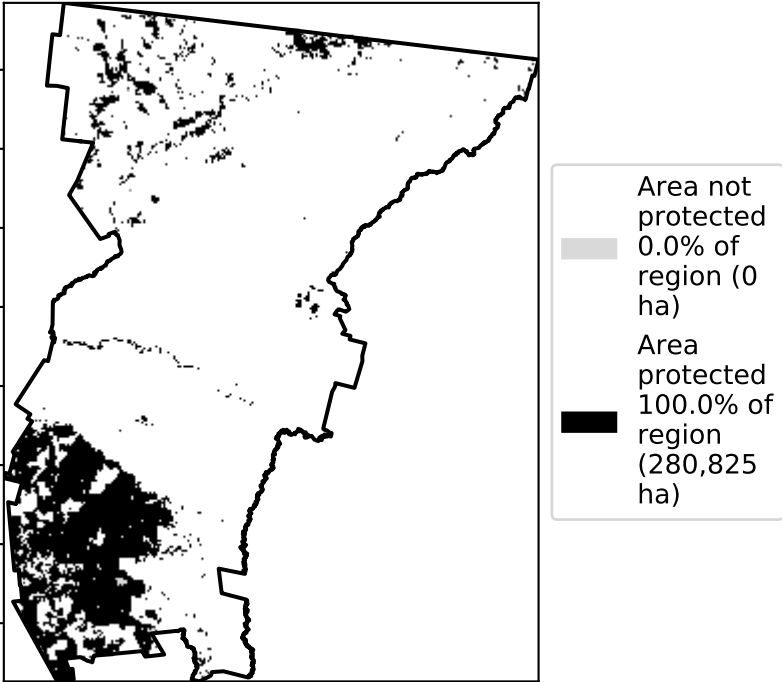 Area not
protected
0.0% of
region (0
ha)
Area
protected
100.0% of
region
(280,825
ha)